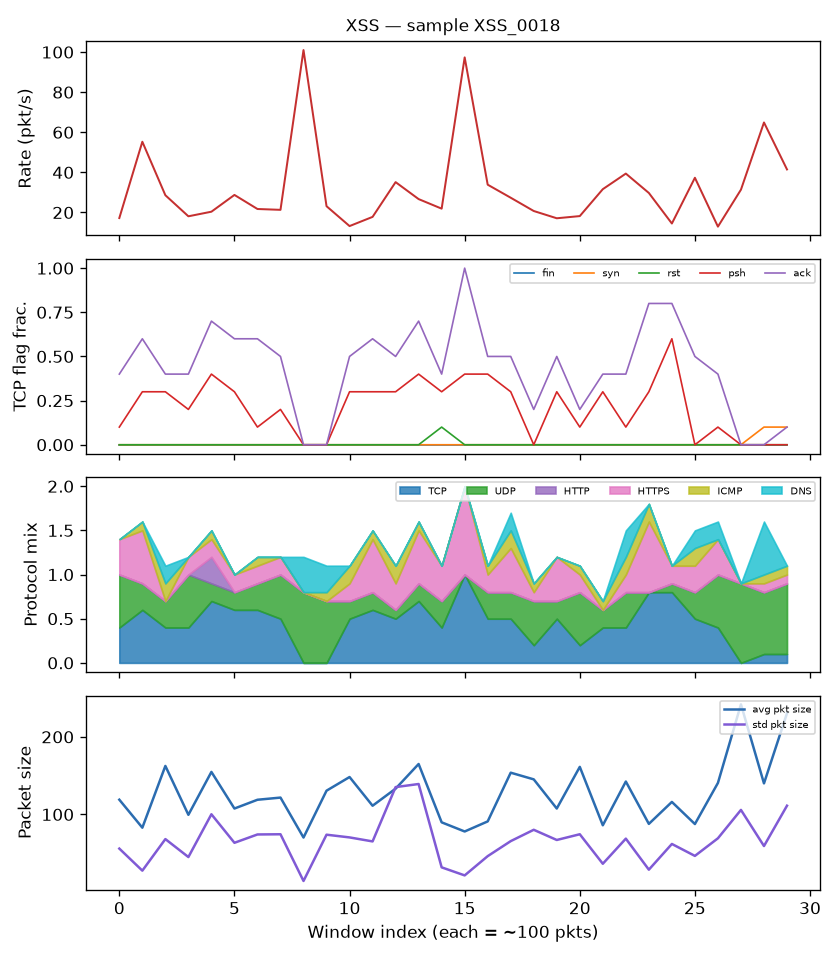 XSS — sample XSS_0018
Rate (pkt/s)
100
80
60
40
20
TCP flag frac.
1.00
0.75
0.50
0.25
0.00
fin syn rst psh ack
Protocol mix
2.0
1.5
1.0
0.5
0.0
TCP UDP HTTP HTTPS ICMP DNS
Packet size
200
100
avg pkt size
std pkt size
0 5 10 15 20 25 30
Window index (each = ~100 pkts)